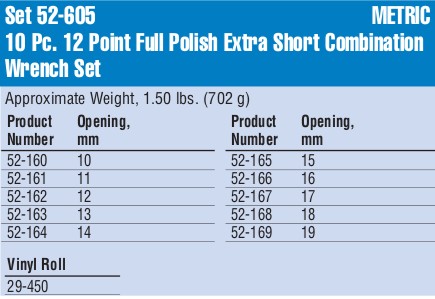 Set 52-605 METRIC
10 Pc. 12 Point Full Polish Extra Short Combination
Wrench Set
Approximate Weight, 1.50 lbs. (702 g)
Product Opening, Product Opening,
Number mm Number mm
52-160 10 52-165 15
52-161 11 52-166 16
52-162 12 52-167 17
52-163 13 52-168 18
52-164 14 52-169 19
Vinyl Roll
29-450